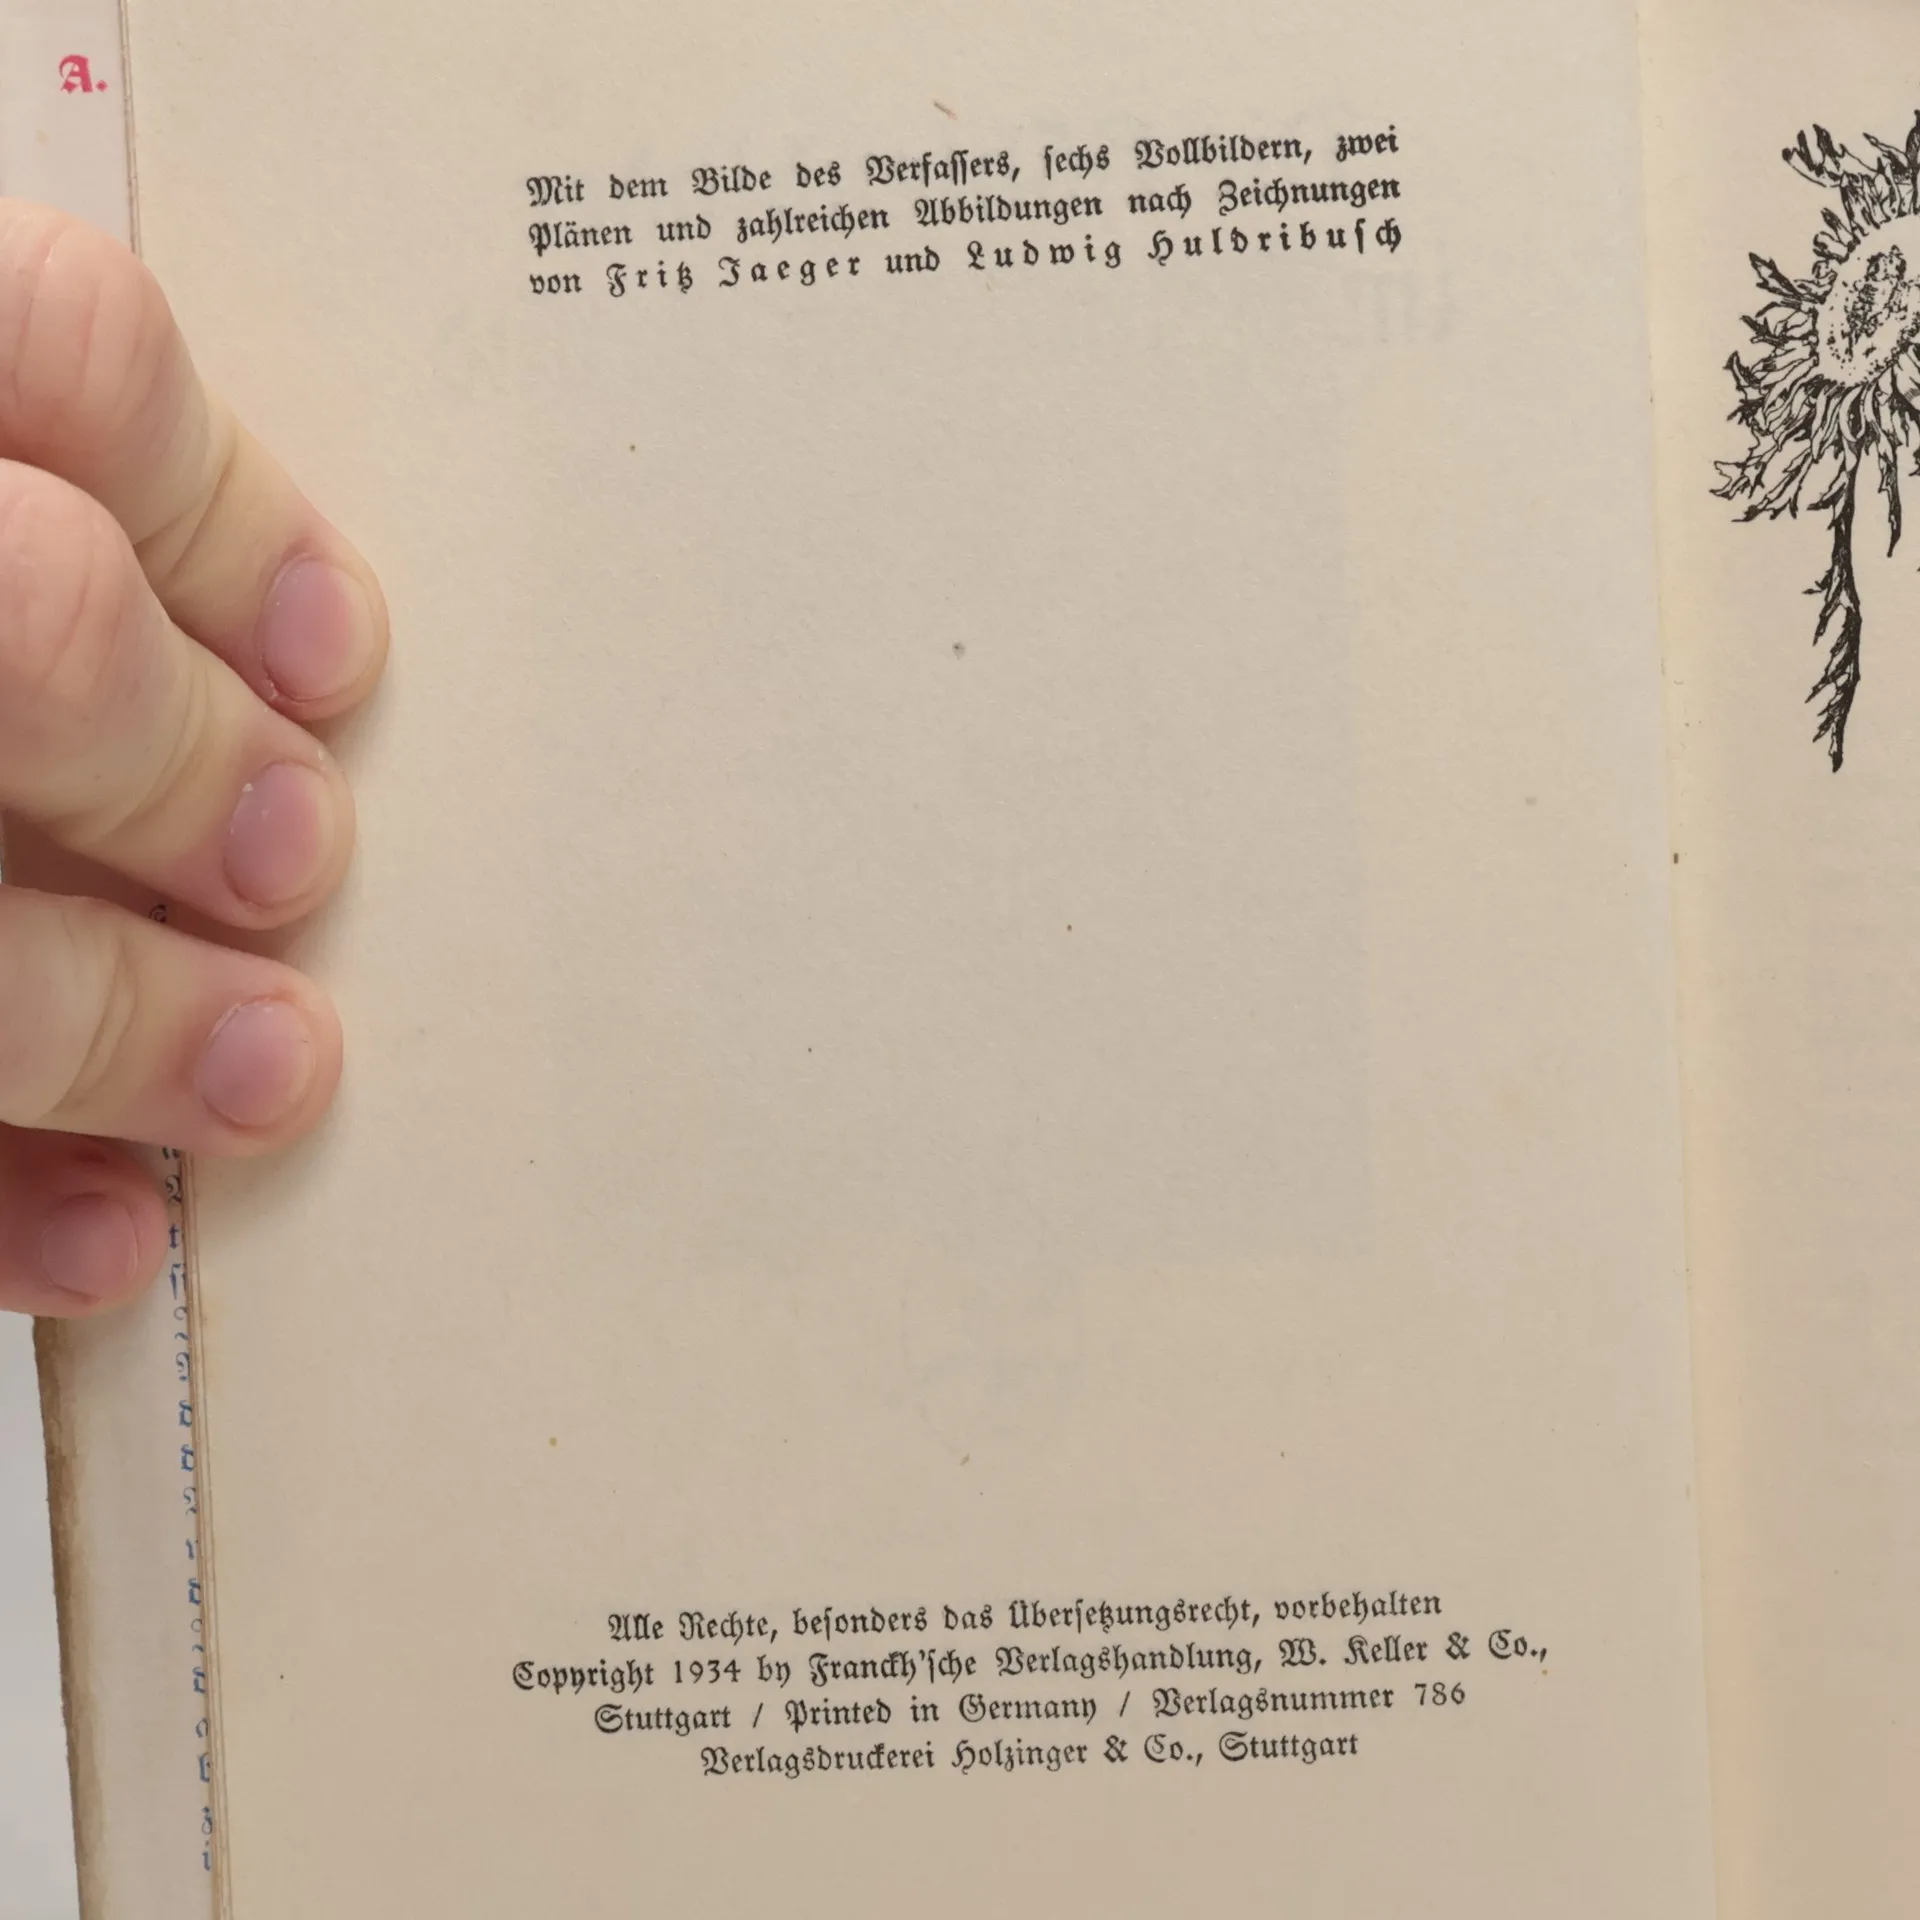 A.
Mit dem Bilde des Verfassers, sechs Vollbildern, zwei
Plänen und zahlreichen Abbildungen nach Zeichnungen
von Fritz Jaeger und Ludwig Huldribusch
Alle Rechte, besonders das Übersetzungsrecht, vorbehalten
Copyright 1934 by Franckh'sche Verlagshandlung, W. Keller & Co.,
Stuttgart / Printed in Germany / Verlagsnummer 786
Verlagsdruckerei Holzinger & Co., Stuttgart